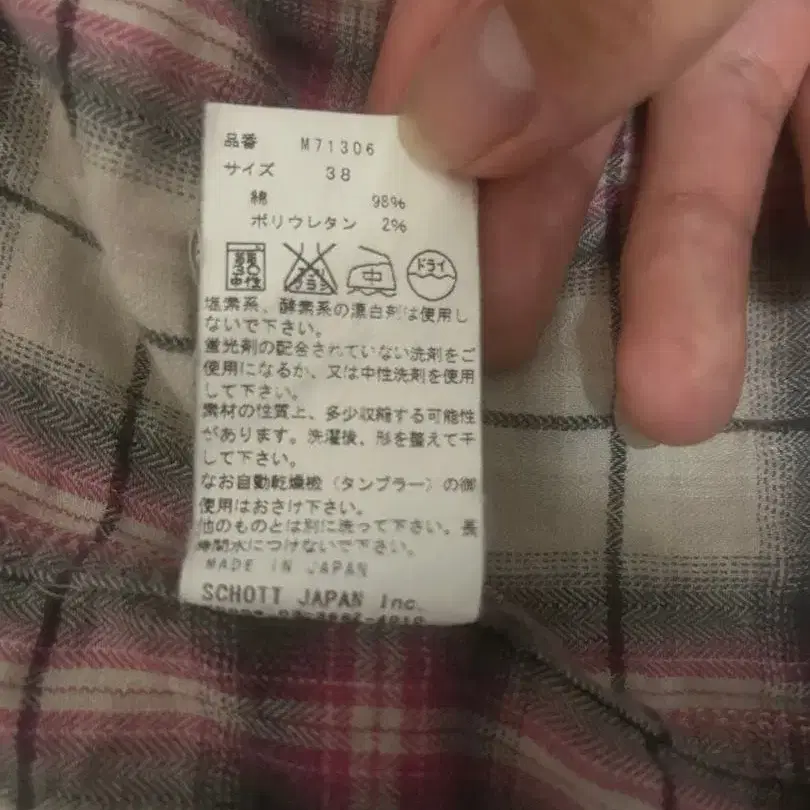 品番 M71306
サイズ 38
綿 98%
ポリウレタン 2%
中性 中 ドライ
塩素系、酵素系の漂白剤は使用し
ないで下さい。
蛍光剤の配合されていない洗剤をご
使用になるか、又は中性洗剤を使用
して下さい。
素材の性質上、多少収縮する可能性
があります。洗濯後、形を整えて干
して下さい。
なお自動乾燥機（タンブラー）の御
使用はおさけ下さい。
他のものとは別に洗って下さい。長
時間水につけないで下さい。
MADE IN JAPAN
SCHOTT JAPAN Inc.